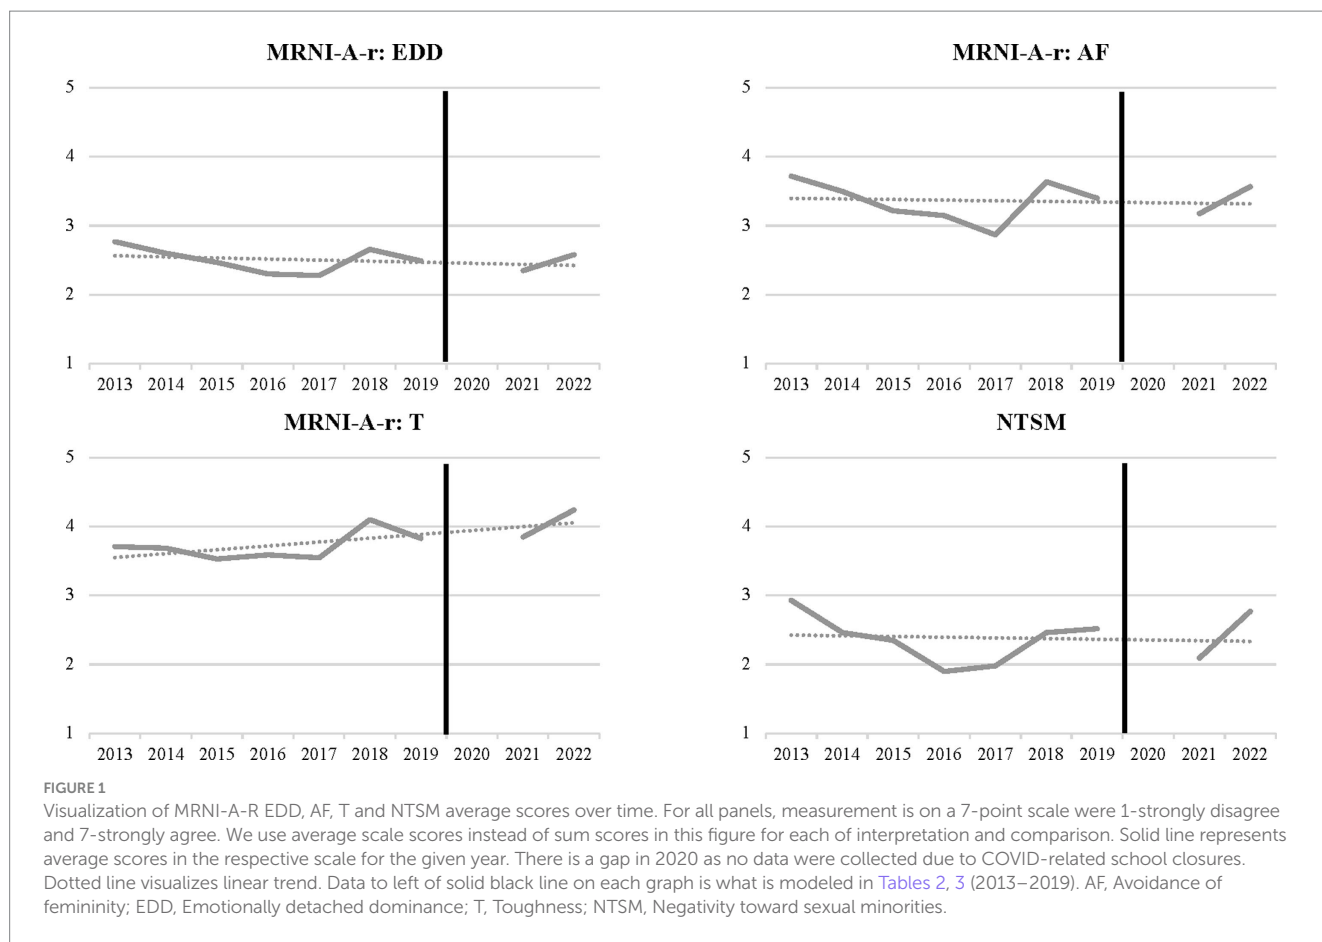 MRNI-A-r: EDD
5
4
3
2
1
2013 2014 2015 2016 2017 2018 2019 2020 2021 2022
MRNI-A-r: AF
5
4
3
2
1
2013 2014 2015 2016 2017 2018 2019 2020 2021 2022
MRNI-A-r: T
5
4
3
2
1
2013 2014 2015 2016 2017 2018 2019 2020 2021 2022
NTSM
5
4
3
2
1
2013 2014 2015 2016 2017 2018 2019 2020 2021 2022
FIGURE 1
Visualization of MRNI-A-R EDD, AF, T and NTSM average scores over time. For all panels, measurement is on a 7-point scale were 1-strongly disagree
and 7-strongly agree. We use average scale scores instead of sum scores in this figure for each of interpretation and comparison. Solid line represents
average scores in the respective scale for the given year. There is a gap in 2020 as no data were collected due to COVID-related school closures.
Dotted line visualizes linear trend. Data to left of solid black line on each graph is what is modeled in Tables 2, 3 (2013–2019). AF, Avoidance of
femininity; EDD, Emotionally detached dominance; T, Toughness; NTSM, Negativity toward sexual minorities.